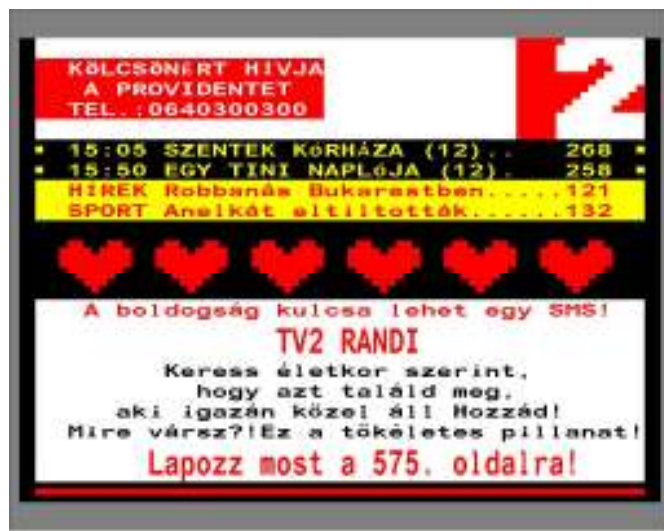 KÖLCSÖNÉRT HÍVJA
A PROVIDENTET
TEL.:0640300300
2
15:05 SZENTEK KóRHÁZA (12).. 268
15:50 EGY TINI NAPLóJA (12). 258
HÍREK Robbanás Bukarestben.....121
SPORT Anelkát eltiltották......132
A boldogság kulcsa lehet egy SMS!
TV2 RANDI
Keress életkor szerint,
hogy azt találd meg,
aki igazán közel áll Hozzád!
Mire vársz?!Ez a tökéletes pillanat!
Lapozz most a 575. oldalra!